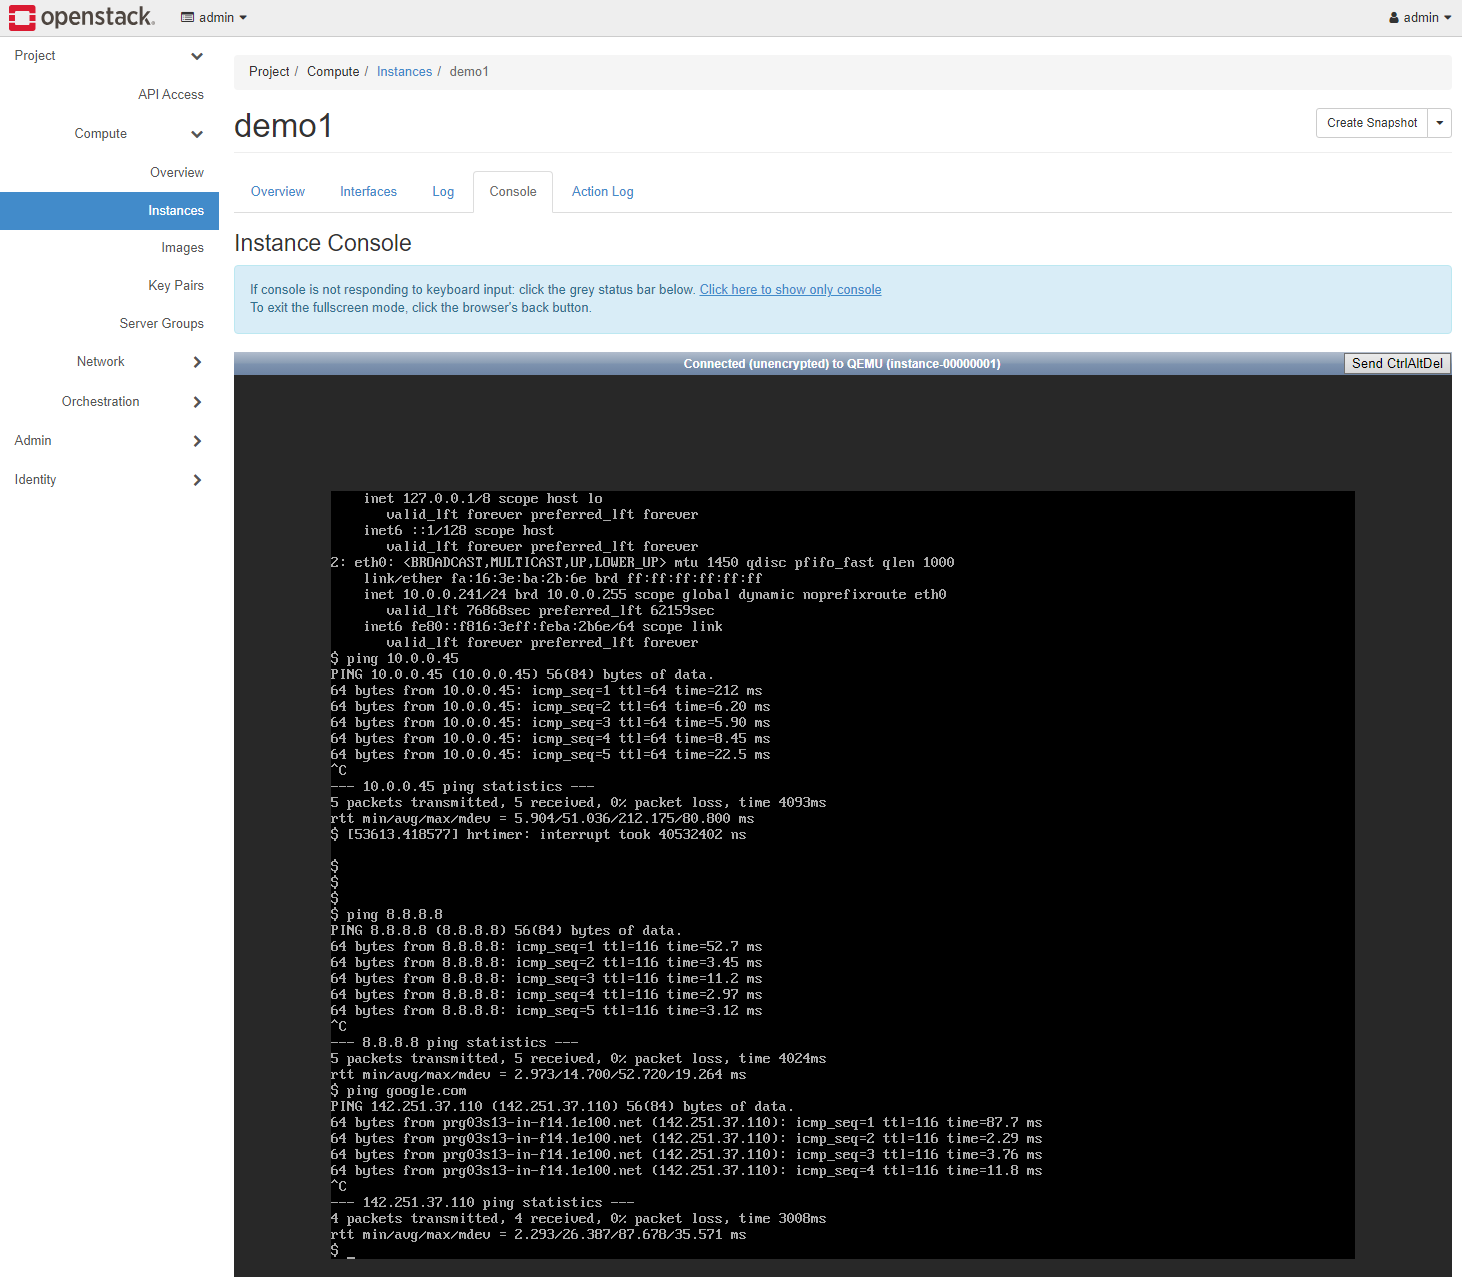 openstack.
admin
admin
Project
API Access
Compute
Overview
Instances
Images
Key Pairs
Server Groups
Network
Orchestration
Admin
Identity
Project / Compute / Instances / demo1
demo1
Create Snapshot
Overview Interfaces Log Console Action Log
Instance Console
If console is not responding to keyboard input: click the grey status bar below. Click here to show only console
To exit the fullscreen mode, click the browser's back button.
Connected (unencrypted) to QEMU (instance-00000001)
Send CtrlAltDel
inet 127.0.0.1/8 scope host lo
valid_lft forever preferred_lft forever
inet6 ::1/128 scope host
valid_lft forever preferred_lft forever
2: eth0: <BROADCAST,MULTICAST,UP,LOWER_UP> mtu 1450 qdisc pfifo_fast qlen 1000
link/ether fa:16:3e:ba:2b:6e brd ff:ff:ff:ff:ff:ff
inet 10.0.0.241/24 brd 10.0.0.255 scope global dynamic noprefixroute eth0
valid_lft 76868sec preferred_lft 62159sec
inet6 fe80::f816:3eff:feba:2b6e/64 scope link
valid_lft forever preferred_lft forever
$ ping 10.0.0.45
PING 10.0.0.45 (10.0.0.45) 56(84) bytes of data.
64 bytes from 10.0.0.45: icmp_seq=1 ttl=64 time=212 ms
64 bytes from 10.0.0.45: icmp_seq=2 ttl=64 time=6.20 ms
64 bytes from 10.0.0.45: icmp_seq=3 ttl=64 time=5.90 ms
64 bytes from 10.0.0.45: icmp_seq=4 ttl=64 time=8.45 ms
64 bytes from 10.0.0.45: icmp_seq=5 ttl=64 time=22.5 ms
^C
--- 10.0.0.45 ping statistics ---
5 packets transmitted, 5 received, 0% packet loss, time 4093ms
rtt min/avg/max/mdev = 5.904/51.036/212.175/80.800 ms
$ [53613.418577] hrtimer: interrupt took 40532402 ns
$
$
$
$ ping 8.8.8.8
PING 8.8.8.8 (8.8.8.8) 56(84) bytes of data.
64 bytes from 8.8.8.8: icmp_seq=1 ttl=116 time=52.7 ms
64 bytes from 8.8.8.8: icmp_seq=2 ttl=116 time=3.45 ms
64 bytes from 8.8.8.8: icmp_seq=3 ttl=116 time=11.2 ms
64 bytes from 8.8.8.8: icmp_seq=4 ttl=116 time=2.97 ms
64 bytes from 8.8.8.8: icmp_seq=5 ttl=116 time=3.12 ms
^C
--- 8.8.8.8 ping statistics ---
5 packets transmitted, 5 received, 0% packet loss, time 4024ms
rtt min/avg/max/mdev = 2.973/14.700/52.720/19.264 ms
$ ping google.com
PING 142.251.37.110 (142.251.37.110) 56(84) bytes of data.
64 bytes from prg03s13-in-f14.1e100.net (142.251.37.110): icmp_seq=1 ttl=116 time=87.7 ms
64 bytes from prg03s13-in-f14.1e100.net (142.251.37.110): icmp_seq=2 ttl=116 time=2.29 ms
64 bytes from prg03s13-in-f14.1e100.net (142.251.37.110): icmp_seq=3 ttl=116 time=3.76 ms
64 bytes from prg03s13-in-f14.1e100.net (142.251.37.110): icmp_seq=4 ttl=116 time=11.8 ms
^C
--- 142.251.37.110 ping statistics ---
4 packets transmitted, 4 received, 0% packet loss, time 3008ms
rtt min/avg/max/mdev = 2.293/26.387/87.678/35.571 ms
$ _